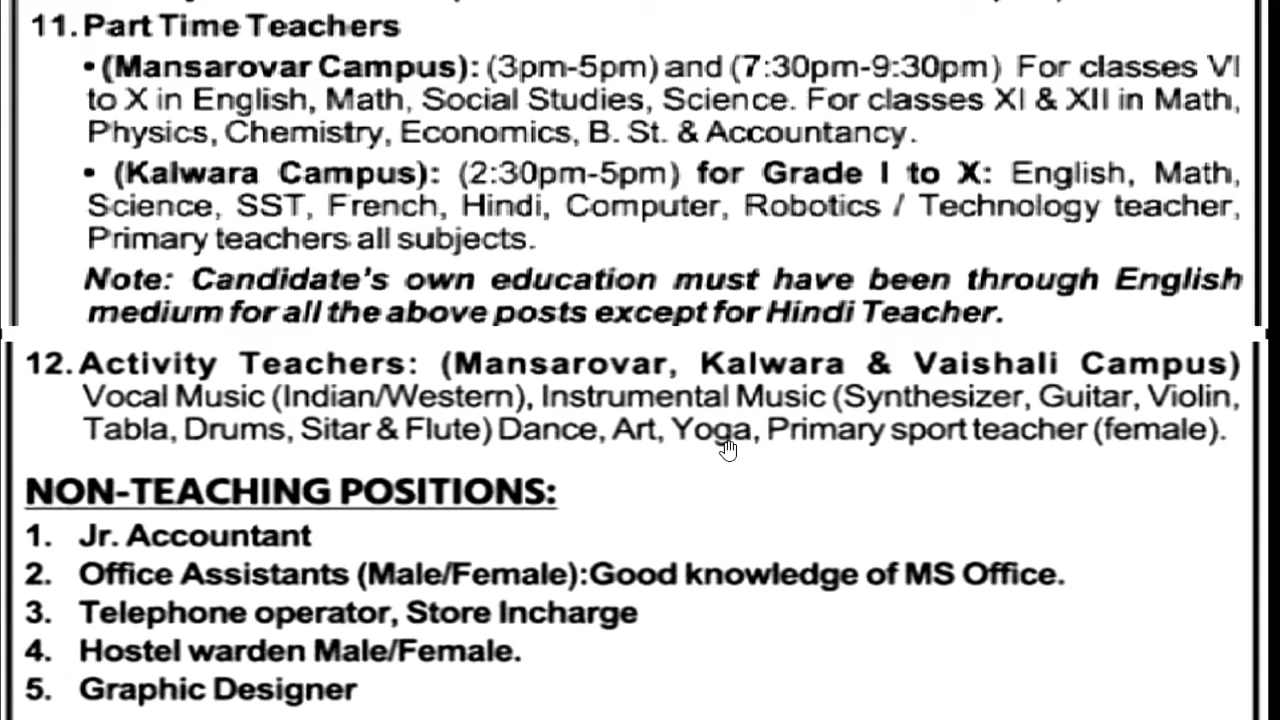 11. Part Time Teachers
• (Mansarovar Campus): (3pm-5pm) and (7:30pm-9:30pm) For classes VI
to X in English, Math, Social Studies, Science. For classes XI & XII in Math,
Physics, Chemistry, Economics, B. St. & Accountancy.
• (Kalwara Campus): (2:30pm-5pm) for Grade I to X: English, Math,
Science, SST, French, Hindi, Computer, Robotics / Technology teacher,
Primary teachers all subjects.
Note: Candidate's own education must have been through English
medium for all the above posts except for Hindi Teacher.
12. Activity Teachers: (Mansarovar, Kalwara & Vaishali Campus)
Vocal Music (Indian/Western), Instrumental Music (Synthesizer, Guitar, Violin,
Tabla, Drums, Sitar & Flute) Dance, Art, Yoga, Primary sport teacher (female).
NON-TEACHING POSITIONS:
1. Jr. Accountant
2. Office Assistants (Male/Female):Good knowledge of MS Office.
3. Telephone operator, Store Incharge
4. Hostel warden Male/Female.
5. Graphic Designer